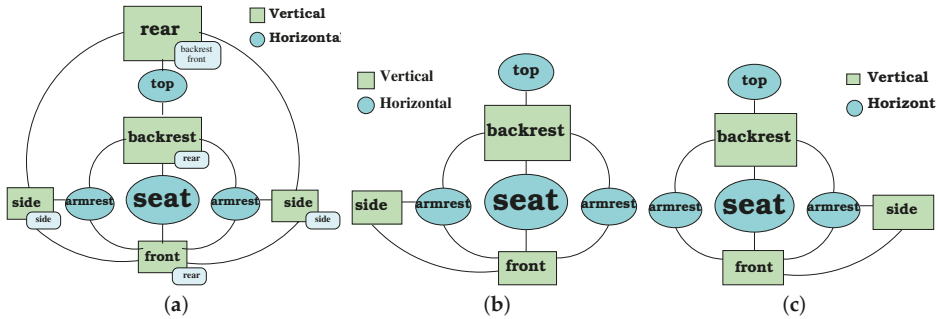 rear
backrest
front
Vertical
Horizontal
top
backrest
rear
seat
side
side
armrest
armrest
side
side
front
rear
(a)
Vertical
Horizontal
top
backrest
side
armrest
seat
armrest
front
(b)
Vertical
Horizont
top
backrest
armrest
seat
armrest
side
front
(c)